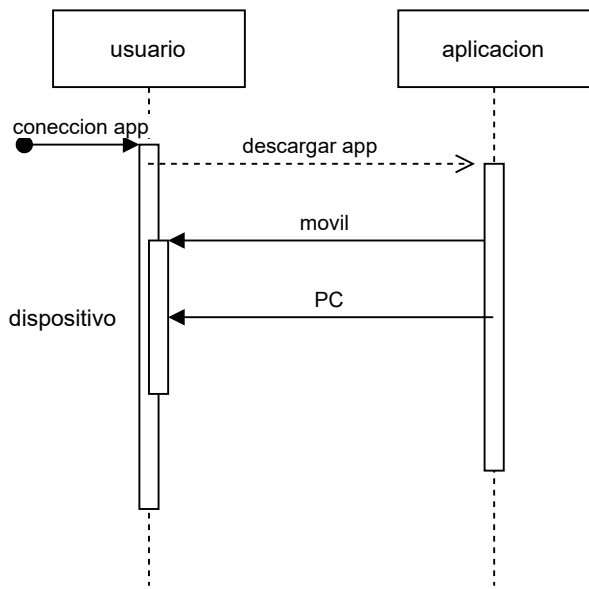 usuario
aplicacion
coneccion app
descargar app
movil
PC
dispositivo